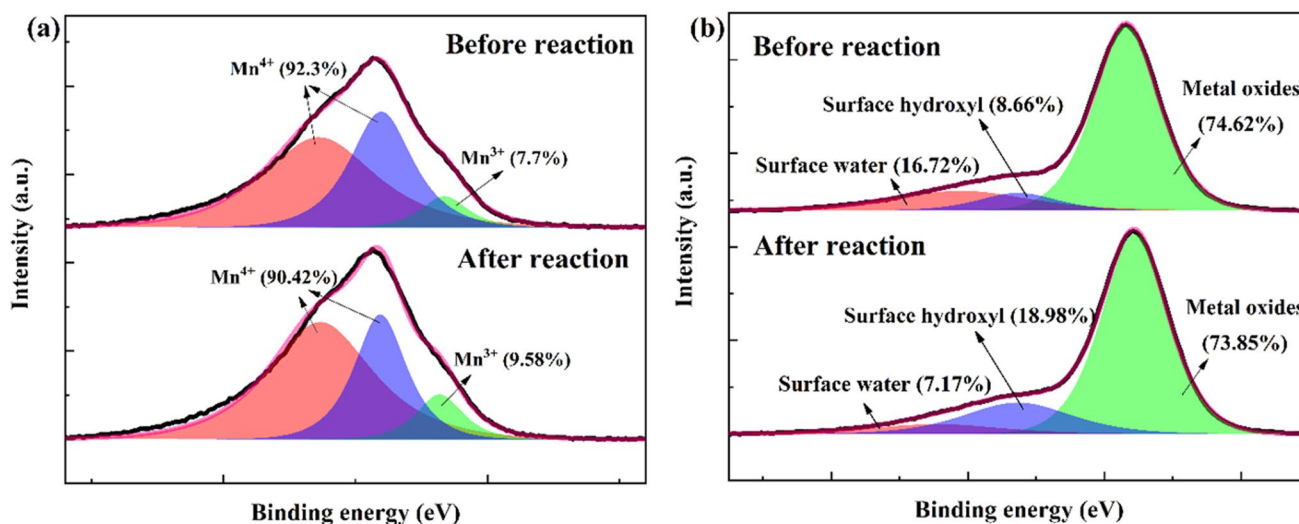 (a)
Before reaction
Mn⁴⁺ (92.3%)
Mn³⁺ (7.7%)
After reaction
Mn⁴⁺ (90.42%)
Mn³⁺ (9.58%)
Intensity (a.u.)
Binding energy (eV)
(b)
Before reaction
Surface hydroxyl (8.66%)
Metal oxides
(74.62%)
Surface water (16.72%)
After reaction
Surface hydroxyl (18.98%)
Metal oxides
(73.85%)
Surface water (7.17%)
Intensity (a.u.)
Binding energy (eV)